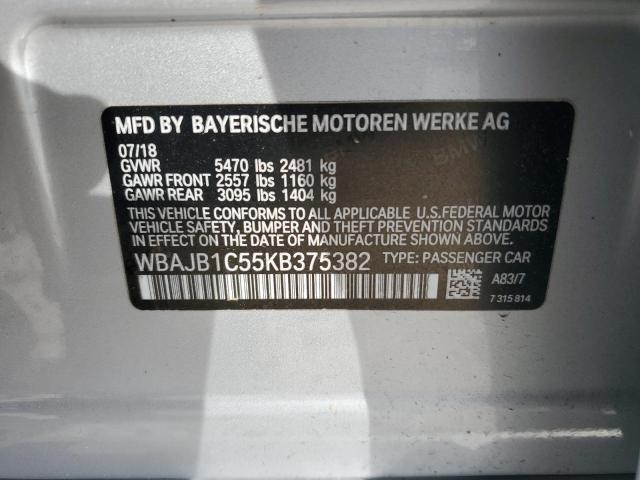 MFD BY BAYERISCHE MOTOREN WERKE AG
07/18
GVWR 5470 lbs 2481 kg
GAWR FRONT 2557 lbs 1160 kg
GAWR REAR 3095 lbs 1404 kg
THIS VEHICLE CONFORMS TO ALL APPLICABLE U.S.FEDERAL MOTOR
VEHICLE SAFETY, BUMPER AND THEFT PREVENTION STANDARDS
IN EFFECT ON THE DATE OF MANUFACTURE SHOWN ABOVE.
WBAJB1C55KB375382 TYPE: PASSENGER CAR
A83/7
7 315 814